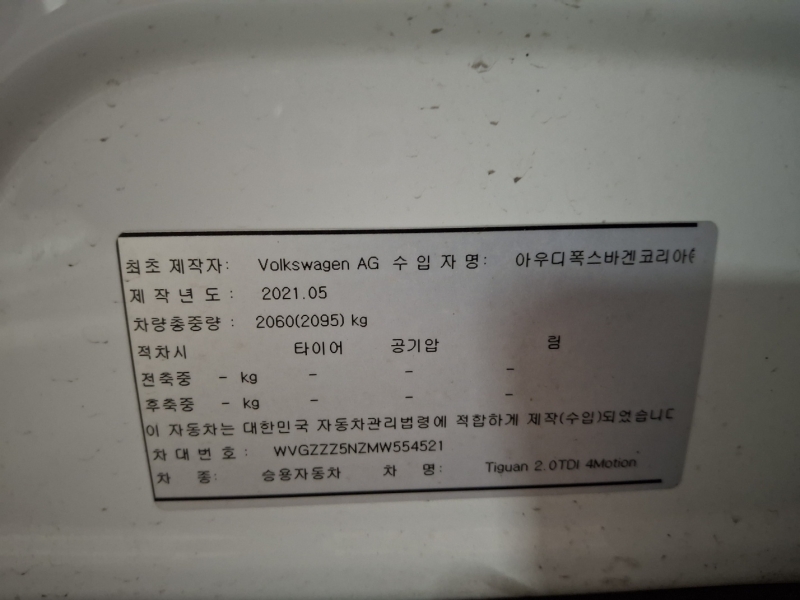 최초 제작자: Volkswagen AG 수 입 자 명: 아우디폭스바겐코리아
제 작 년 도 : 2021.05
차량총중량 : 2060(2095) kg
적차시 타이어 공기압 림
전축중 - kg - - -
후축중 - kg - - -
이 자동차는 대한민국 자동차관리법령에 적합하게 제작(수입)되었습니다
차 대 번 호 : WVGZZZ5NZMW554521
차 종: 승용자동차 차 명: Tiguan 2.0TDI 4Motion